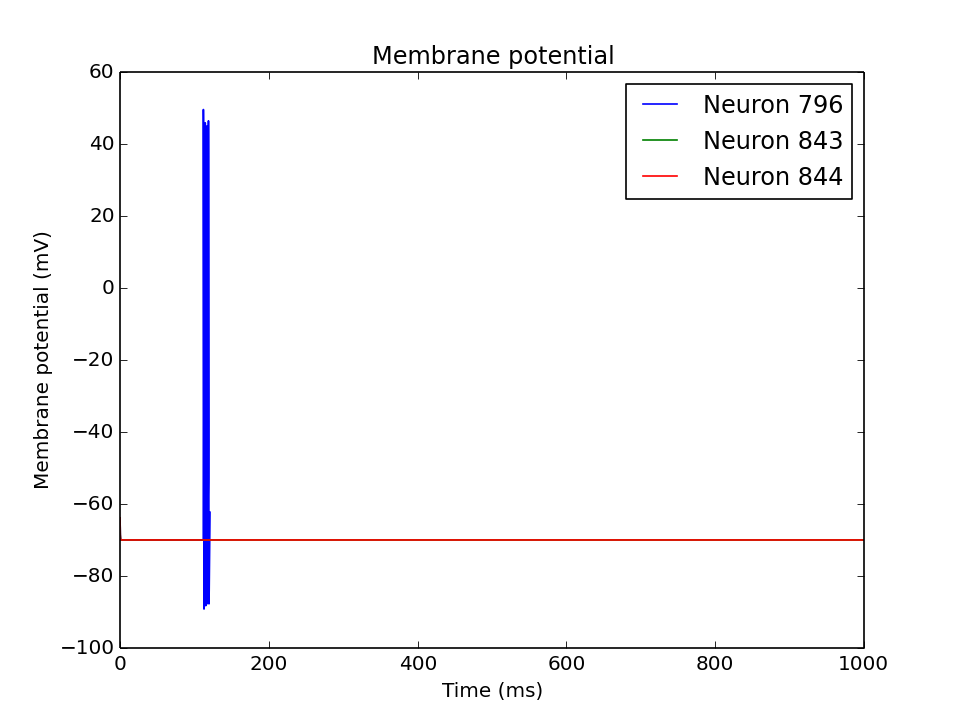 Membrane potential
60
40
20
0
−20
−40
−60
−80
−100
Membrane potential (mV)
Neuron 796
Neuron 843
Neuron 844
0 200 400 600 800 1000
Time (ms)